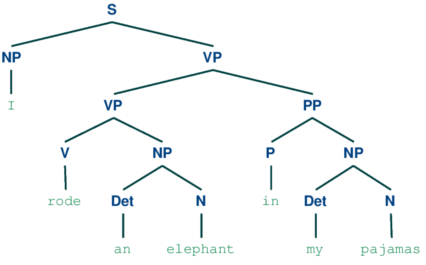 S
NP VP
I VP PP
V NP P NP
rode Det N in Det N
an elephant my pajamas